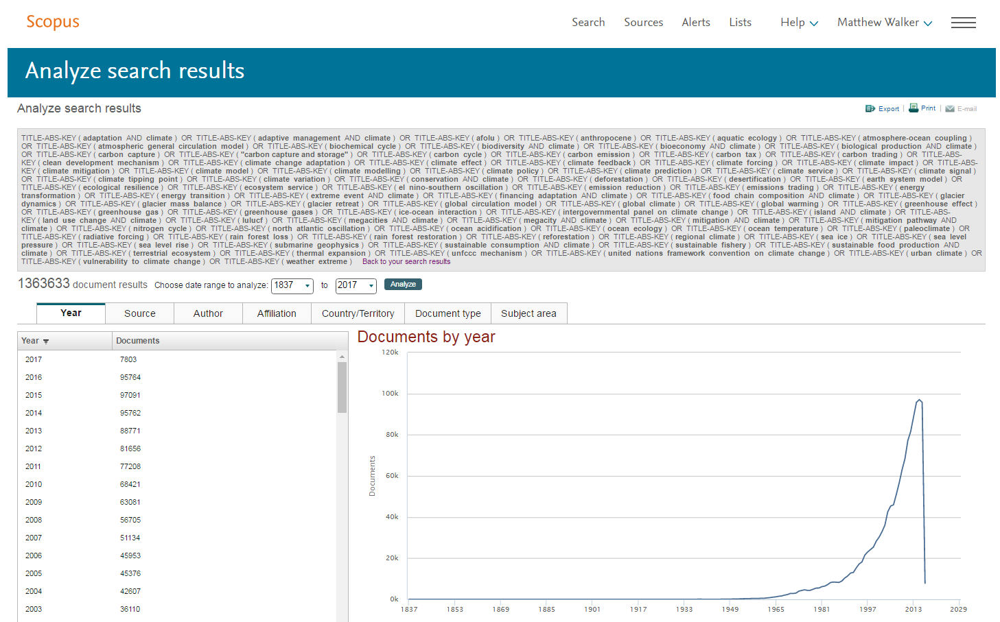 Scopus
Search Sources Alerts Lists Help Matthew Walker
Analyze search results
Analyze search results
Export | Print | E-mail
TITLE-ABS-KEY ( adaptation AND climate ) OR TITLE-ABS-KEY ( adaptive management AND climate ) OR TITLE-ABS-KEY ( afolu ) OR TITLE-ABS-KEY ( anthropocene ) OR TITLE-ABS-KEY ( aquatic ecology ) OR TITLE-ABS-KEY ( atmosphere-ocean coupling )
OR TITLE-ABS-KEY ( atmospheric general circulation model ) OR TITLE-ABS-KEY ( biochemical cycle ) OR TITLE-ABS-KEY ( biodiversity AND climate ) OR TITLE-ABS-KEY ( bioeconomy AND climate ) OR TITLE-ABS-KEY ( biological production AND climate )
OR TITLE-ABS-KEY ( carbon capture ) OR TITLE-ABS-KEY ( "carbon capture and storage" ) OR TITLE-ABS-KEY ( carbon cycle ) OR TITLE-ABS-KEY ( carbon emission ) OR TITLE-ABS-KEY ( carbon tax ) OR TITLE-ABS-KEY ( carbon trading ) OR TITLE-ABS-
KEY ( clean development mechanism ) OR TITLE-ABS-KEY ( climate change adaptation ) OR TITLE-ABS-KEY ( climate effect ) OR TITLE-ABS-KEY ( climate feedback ) OR TITLE-ABS-KEY ( climate forcing ) OR TITLE-ABS-KEY ( climate impact ) OR TITLE-ABS-
KEY ( climate mitigation ) OR TITLE-ABS-KEY ( climate model ) OR TITLE-ABS-KEY ( climate modelling ) OR TITLE-ABS-KEY ( climate policy ) OR TITLE-ABS-KEY ( climate prediction ) OR TITLE-ABS-KEY ( climate service ) OR TITLE-ABS-KEY ( climate signal )
OR TITLE-ABS-KEY ( climate tipping point ) OR TITLE-ABS-KEY ( climate variation ) OR TITLE-ABS-KEY ( conservation AND climate ) OR TITLE-ABS-KEY ( deforestation ) OR TITLE-ABS-KEY ( desertification ) OR TITLE-ABS-KEY ( earth system model ) OR
TITLE-ABS-KEY ( ecological resilience ) OR TITLE-ABS-KEY ( ecosystem service ) OR TITLE-ABS-KEY ( el nino-southern oscillation ) OR TITLE-ABS-KEY ( emission reduction ) OR TITLE-ABS-KEY ( emissions trading ) OR TITLE-ABS-KEY ( energy
transformation ) OR TITLE-ABS-KEY ( energy transition ) OR TITLE-ABS-KEY ( extreme event AND climate ) OR TITLE-ABS-KEY ( financing adaptation AND climate ) OR TITLE-ABS-KEY ( food chain composition AND climate ) OR TITLE-ABS-KEY ( glacier
dynamics ) OR TITLE-ABS-KEY ( glacier mass balance ) OR TITLE-ABS-KEY ( glacier retreat ) OR TITLE-ABS-KEY ( global circulation model ) OR TITLE-ABS-KEY ( global climate ) OR TITLE-ABS-KEY ( global warming ) OR TITLE-ABS-KEY ( greenhouse effect )
OR TITLE-ABS-KEY ( greenhouse gas ) OR TITLE-ABS-KEY ( greenhouse gases ) OR TITLE-ABS-KEY ( ice-ocean interaction ) OR TITLE-ABS-KEY ( intergovernmental panel on climate change ) OR TITLE-ABS-KEY ( island AND climate ) OR TITLE-ABS-
KEY ( land use change AND climate ) OR TITLE-ABS-KEY ( lulucf ) OR TITLE-ABS-KEY ( megacities AND climate ) OR TITLE-ABS-KEY ( megacity AND climate ) OR TITLE-ABS-KEY ( mitigation AND climate ) OR TITLE-ABS-KEY ( mitigation pathway AND
climate ) OR TITLE-ABS-KEY ( nitrogen cycle ) OR TITLE-ABS-KEY ( north atlantic oscillation ) OR TITLE-ABS-KEY ( ocean acidification ) OR TITLE-ABS-KEY ( ocean ecology ) OR TITLE-ABS-KEY ( ocean temperature ) OR TITLE-ABS-KEY ( paleoclimate ) OR
TITLE-ABS-KEY ( radiative forcing ) OR TITLE-ABS-KEY ( rain forest loss ) OR TITLE-ABS-KEY ( rain forest restoration ) OR TITLE-ABS-KEY ( reforestation ) OR TITLE-ABS-KEY ( regional climate ) OR TITLE-ABS-KEY ( sea ice ) OR TITLE-ABS-KEY ( sea level
pressure ) OR TITLE-ABS-KEY ( sea level rise ) OR TITLE-ABS-KEY ( submarine geophysics ) OR TITLE-ABS-KEY ( sustainable consumption AND climate ) OR TITLE-ABS-KEY ( sustainable fishery ) OR TITLE-ABS-KEY ( sustainable food production AND
climate ) OR TITLE-ABS-KEY ( terrestrial ecosystem ) OR TITLE-ABS-KEY ( thermal expansion ) OR TITLE-ABS-KEY ( unfccc mechanism ) OR TITLE-ABS-KEY ( united nations framework convention on climate change ) OR TITLE-ABS-KEY ( urban climate ) OR
TITLE-ABS-KEY ( vulnerability to climate change ) OR TITLE-ABS-KEY ( weather extreme ) Back to your search results
1363633 document results Choose date range to analyze: 1837 to 2017 Analyze
Year Source Author Affiliation Country/Territory Document type Subject area
Year Documents
2017 7803
2016 95764
2015 97091
2014 95762
2013 88771
2012 81656
2011 77208
2010 68421
2009 63081
2008 56705
2007 51134
2006 45953
2005 45376
2004 42607
2003 36110
Documents by year
120k
100k
80k
60k
40k
20k
0k
Documents
1837 1853 1869 1885 1901 1917 1933 1949 1965 1981 1997 2013 2029